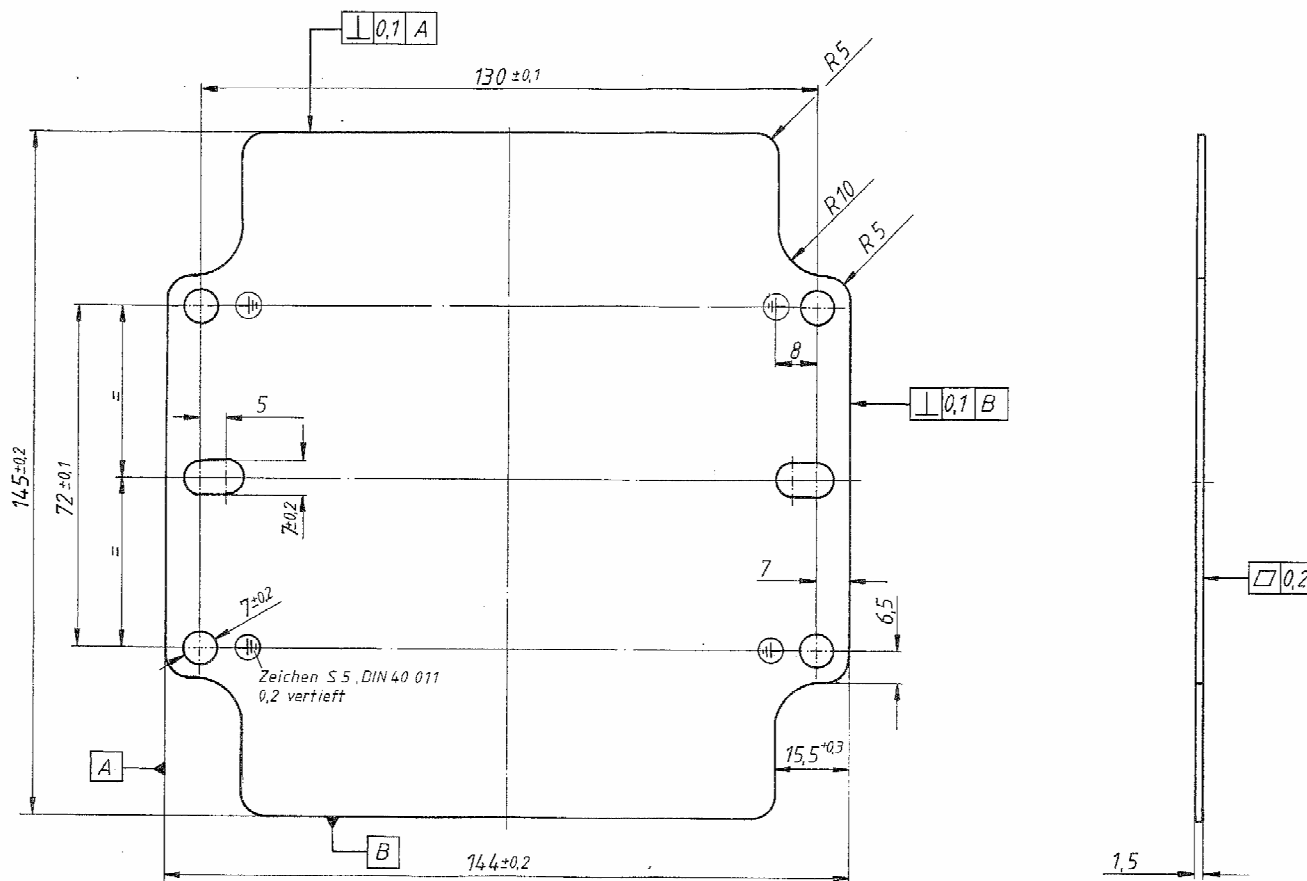 ⊥ 0,1 A
130 ±0,1
R5
R10
R5
8
5
=
⊥ 0,1 B
145±0,2
72±0,1
7±0,2
=
7
6,5
7±0,2
⏥ 0,2
Zeichen S 5, DIN 40 011
0,2 vertieft
A
15,5+0,3
B
144±0,2
1,5